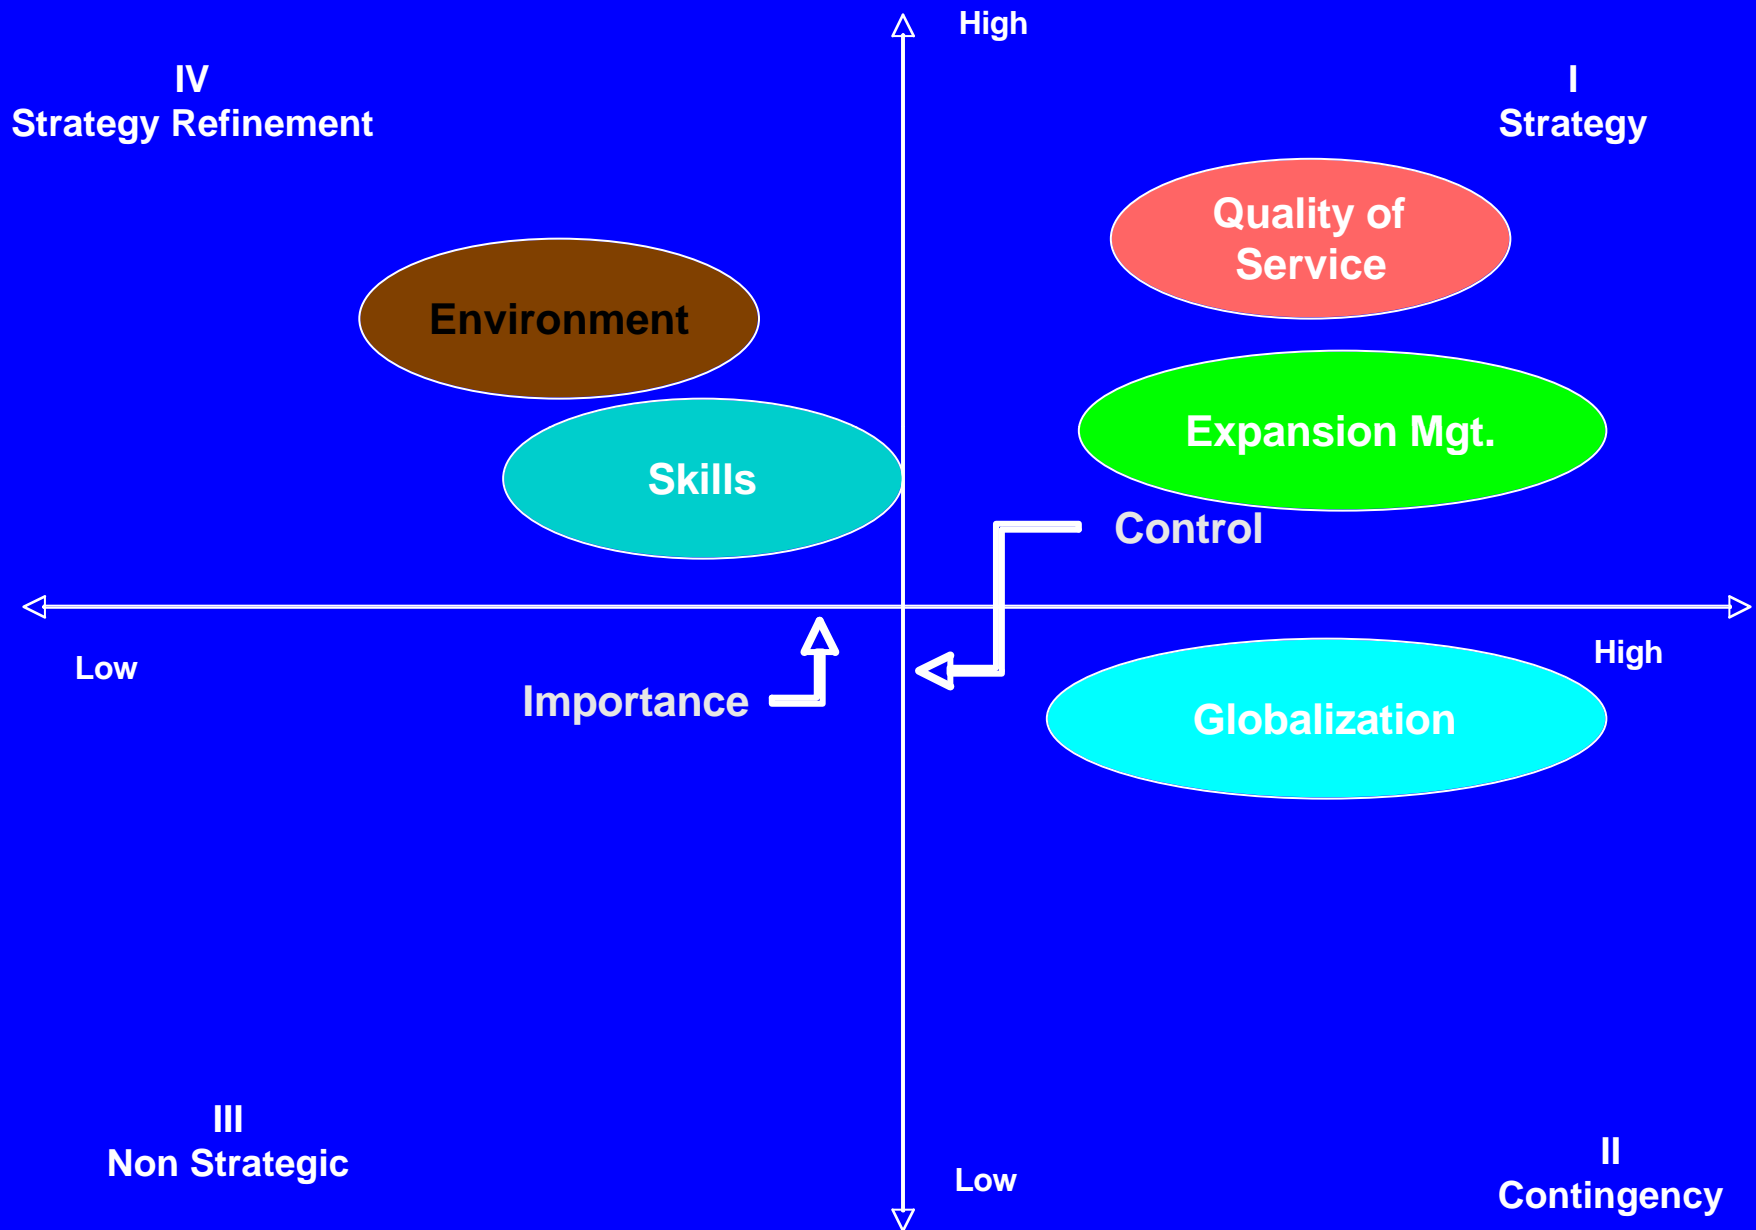 High
IV
Strategy Refinement
I
Strategy
Quality of
Service
Environment
Expansion Mgt.
Skills
Control
Low
High
Importance
Globalization
III
Non Strategic
II
Contingency
Low